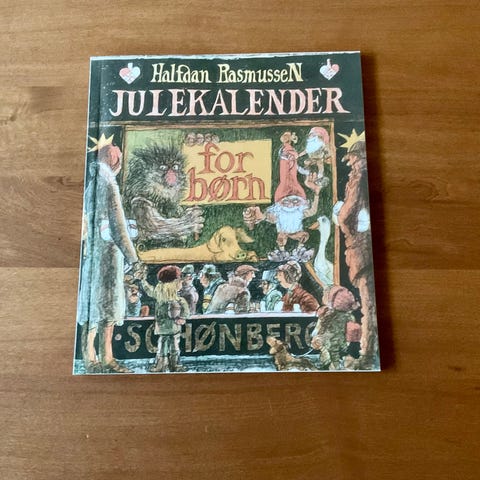 Halfdan Rasmussen
JULEKALENDER
for
børn
SCHØNBERG